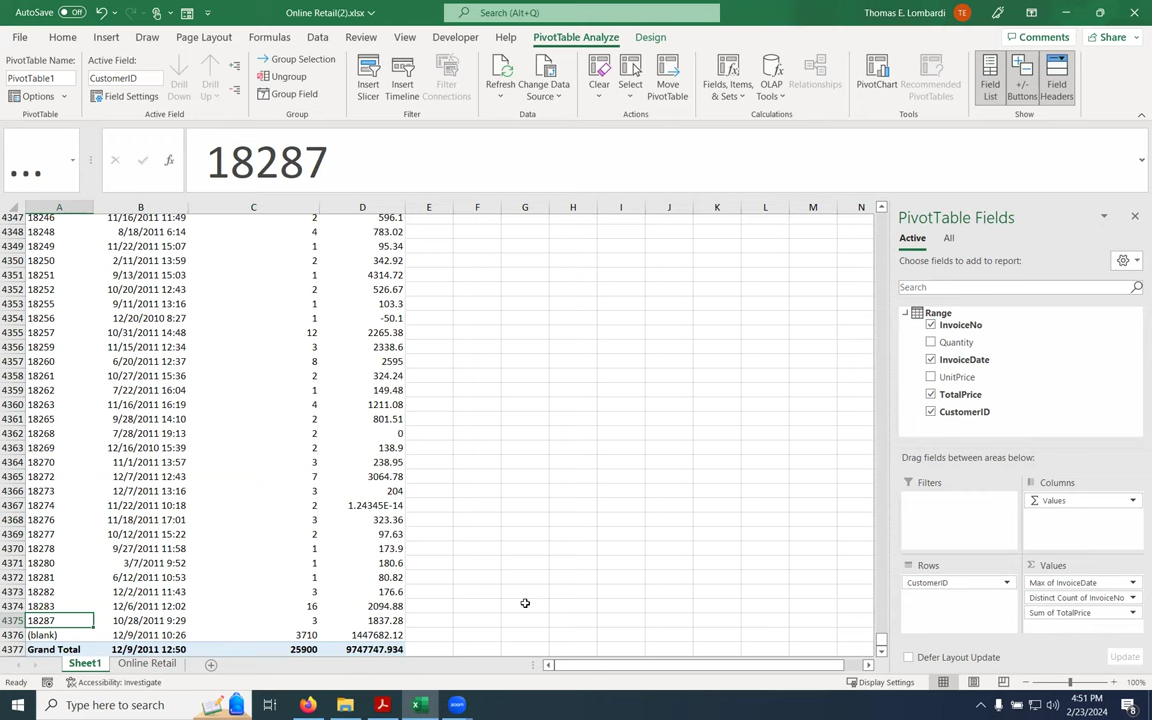 AutoSave Off Online Retail(2).xlsx Search (Alt+Q) Thomas E. Lombardi TE
File Home Insert Draw Page Layout Formulas Data Review View Developer Help PivotTable Analyze Design Comments Share
PivotTable Name: Active Field:
PivotTable1 CustomerID
Options Field Settings
Drill Down Drill Up
Group Selection
Ungroup
Group Field
Insert Slicer Insert Timeline Filter Connections
Refresh Change Data Source
Clear Select Move PivotTable
Fields, Items, & Sets OLAP Tools Relationships
PivotChart Recommended PivotTables
Field List +/- Buttons Field Headers
PivotTable Active Field Group Filter Data Actions Calculations Tools Show
... fx 18287
A B C D E F G H I J K L M N
4347 18246 11/16/2011 11:49 2 596.1
4348 18248 8/18/2011 6:14 4 783.02
4349 18249 11/22/2011 15:07 1 95.34
4350 18250 2/11/2011 13:59 2 342.92
4351 18251 9/13/2011 15:03 1 4314.72
4352 18252 10/20/2011 12:43 2 526.67
4353 18255 9/11/2011 13:16 1 103.3
4354 18256 12/20/2010 8:27 1 -50.1
4355 18257 10/31/2011 14:48 12 2265.38
4356 18259 11/15/2011 12:34 3 2338.6
4357 18260 6/20/2011 12:37 8 2595
4358 18261 10/27/2011 15:36 2 324.24
4359 18262 7/22/2011 16:04 1 149.48
4360 18263 11/16/2011 16:19 4 1211.08
4361 18265 9/28/2011 14:10 2 801.51
4362 18268 7/28/2011 19:13 2 0
4363 18269 12/16/2010 15:39 2 138.9
4364 18270 11/1/2011 13:57 3 238.95
4365 18272 12/7/2011 12:43 7 3064.78
4366 18273 12/7/2011 13:16 3 204
4367 18274 11/22/2011 10:18 2 1.24345E-14
4368 18276 11/18/2011 17:01 3 323.36
4369 18277 10/12/2011 15:22 2 97.63
4370 18278 9/27/2011 11:58 1 173.9
4371 18280 3/7/2011 9:52 1 180.6
4372 18281 6/12/2011 10:53 1 80.82
4373 18282 12/2/2011 11:43 3 176.6
4374 18283 12/6/2011 12:02 16 2094.88
4375 18287 10/28/2011 9:29 3 1837.28
4376 (blank) 12/9/2011 10:26 3710 1447682.12
4377 Grand Total 12/9/2011 12:50 25900 9747747.934
PivotTable Fields
Active All
Choose fields to add to report:
Search
Range
InvoiceNo
Quantity
InvoiceDate
UnitPrice
TotalPrice
CustomerID
Drag fields between areas below:
Filters Columns
Σ Values
Rows Σ Values
CustomerID Max of InvoiceDate
Distinct Count of InvoiceNo
Sum of TotalPrice
Defer Layout Update Update
Sheet1 Online Retail
Ready Accessibility: Investigate Display Settings 100%
Type here to search
4:51 PM
2/23/2024
8